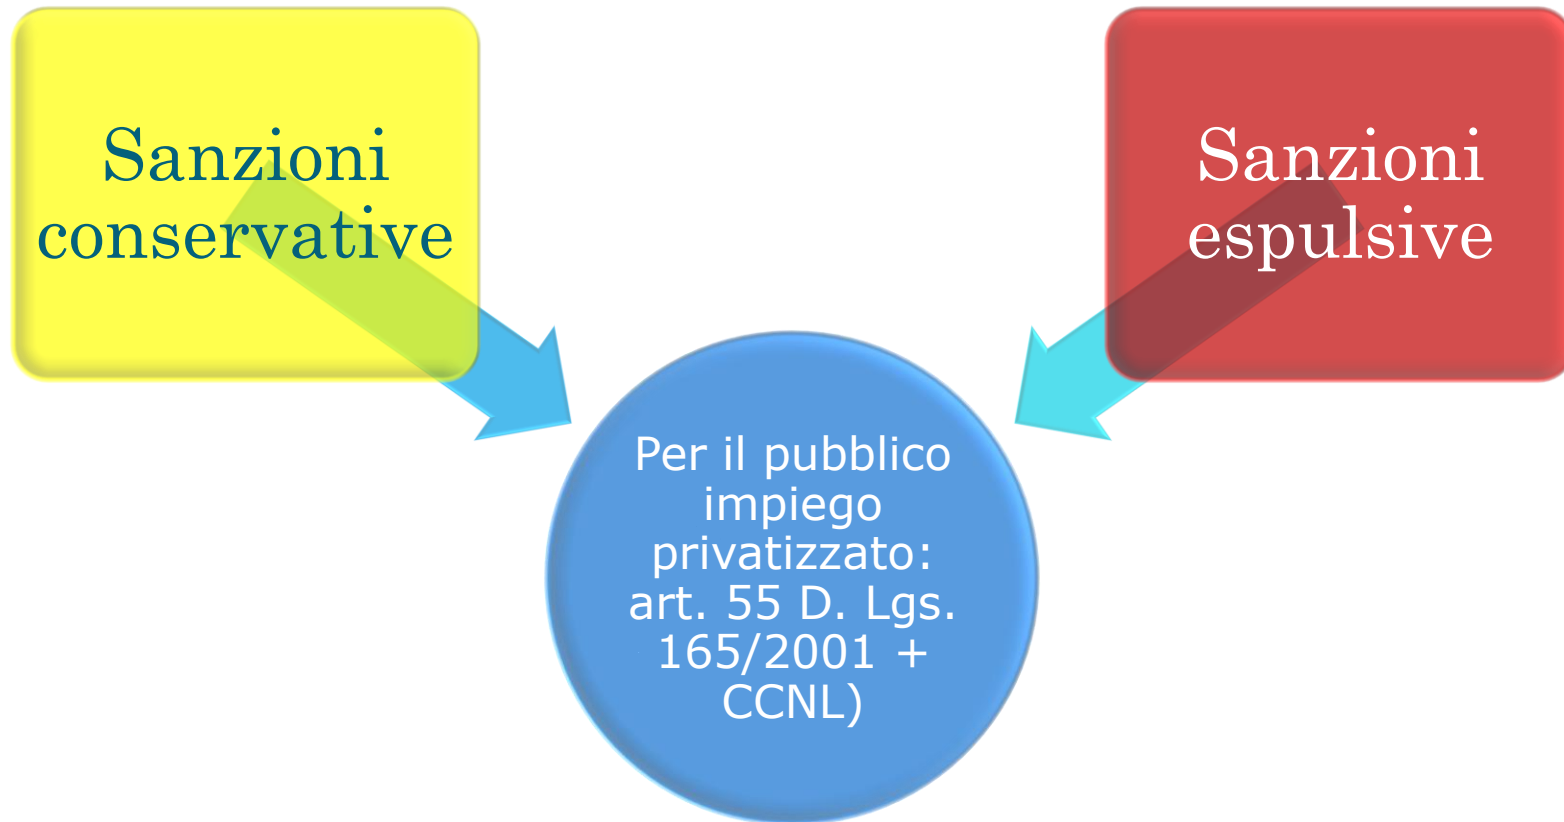 Sanzioni
conservative
Sanzioni
espulsive
Per il pubblico
impiego
privatizzato:
art. 55 D. Lgs.
165/2001 +
CCNL)